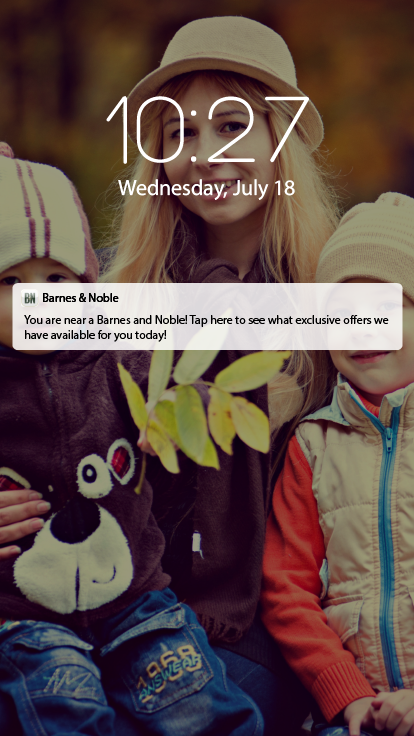 10:27
Wednesday, July 18
BN Barnes & Noble
You are near a Barnes and Noble! Tap here to see what exclusive offers we
have available for you today!
1968
ANSWEAR